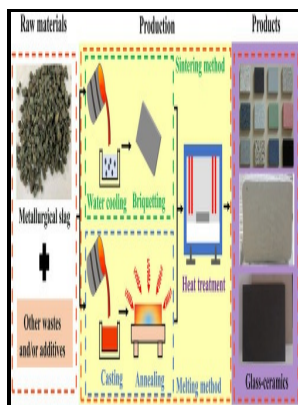 Raw materials
Production
Products
Sintering method
Water cooling
Briquetting
Metallurgical slag
Heat treatment
Other wastes
and/or additives
Casting
Annealing
Melting method
Glass-ceramics